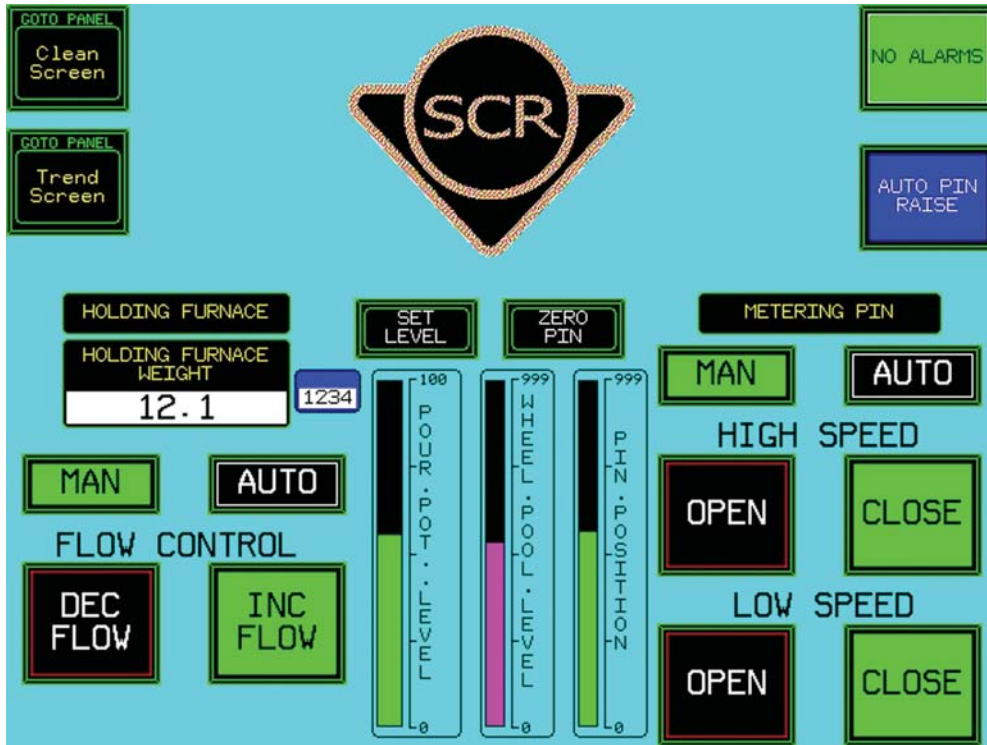 GOTO PANEL
Clean
Screen
GOTO PANEL
Trend
Screen
SCR
NO ALARMS
AUTO PIN
RAISE
HOLDING FURNACE
HOLDING FURNACE
WEIGHT
12.1
1234
MAN
AUTO
FLOW CONTROL
DEC
FLOW
INC
FLOW
SET
LEVEL
ZERO
PIN
100
POUR.POT.LEVEL
0
999
WHEEL.POOL.LEVEL
0
999
PIN.POSITION
0
METERING PIN
MAN
AUTO
HIGH SPEED
OPEN
CLOSE
LOW SPEED
OPEN
CLOSE